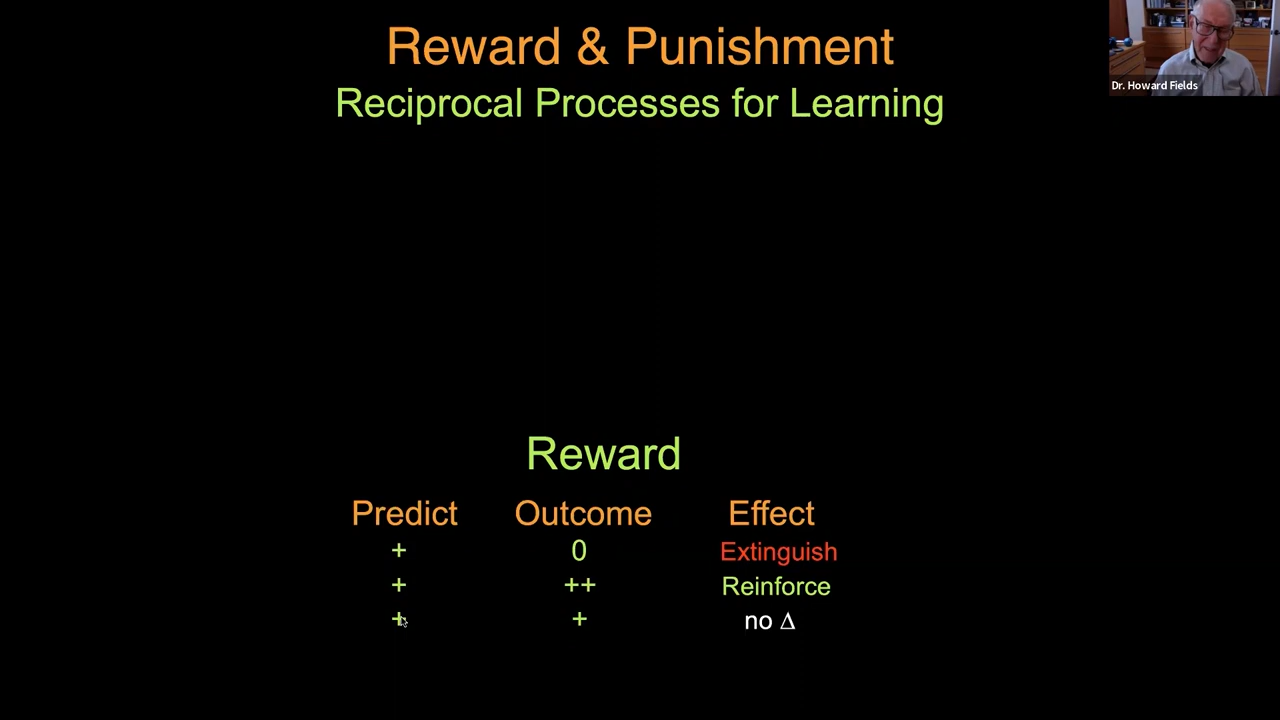 Reward & Punishment
Reciprocal Processes for Learning
Dr. Howard Fields
Reward
Predict Outcome Effect
+ 0 Extinguish
+ ++ Reinforce
+ + no Δ